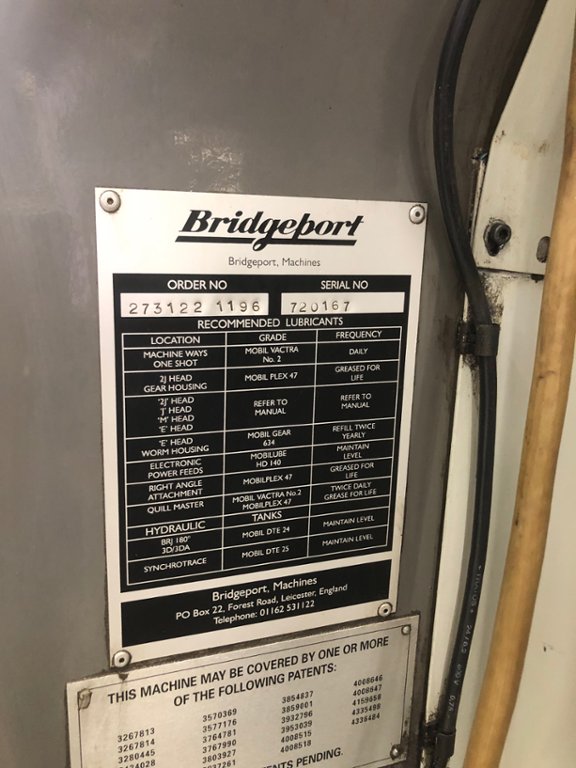 Bridgeport
Bridgeport, Machines
ORDER NO SERIAL NO
273122 1196 720167
RECOMMENDED LUBRICANTS
LOCATION GRADE FREQUENCY
MACHINE WAYS ONE SHOT MOBIL VACTRA No. 2 DAILY
2J HEAD GEAR HOUSING MOBIL PLEX 47 GREASED FOR LIFE
'2J' HEAD 'J' HEAD 'M' HEAD 'E' HEAD REFER TO MANUAL REFER TO MANUAL
'E' HEAD WORM HOUSING MOBIL GEAR 634 REFILL TWICE YEARLY
ELECTRONIC POWER FEEDS MOBILUBE HD 140 MAINTAIN LEVEL
RIGHT ANGLE ATTACHMENT MOBILPLEX 47 GREASED FOR LIFE
QUILL MASTER MOBIL VACTRA No.2 MOBILPLEX 47 TWICE DAILY GREASE FOR LIFE
HYDRAULIC TANKS
BRJ 180° 3D/3DA MOBIL DTE 24 MAINTAIN LEVEL
SYNCHROTRACE MOBIL DTE 25 MAINTAIN LEVEL
Bridgeport, Machines
PO Box 22, Forest Road, Leicester, England
Telephone: 01162 531122
THIS MACHINE MAY BE COVERED BY ONE OR MORE
OF THE FOLLOWING PATENTS:
3267813 3570369 3854837 4008646
3267814 3577176 3859001 4008647
3280445 3764781 3932796 4159658
3767990 3953039 4335498
3803927 4008515 4336484
4008518
PENDING.